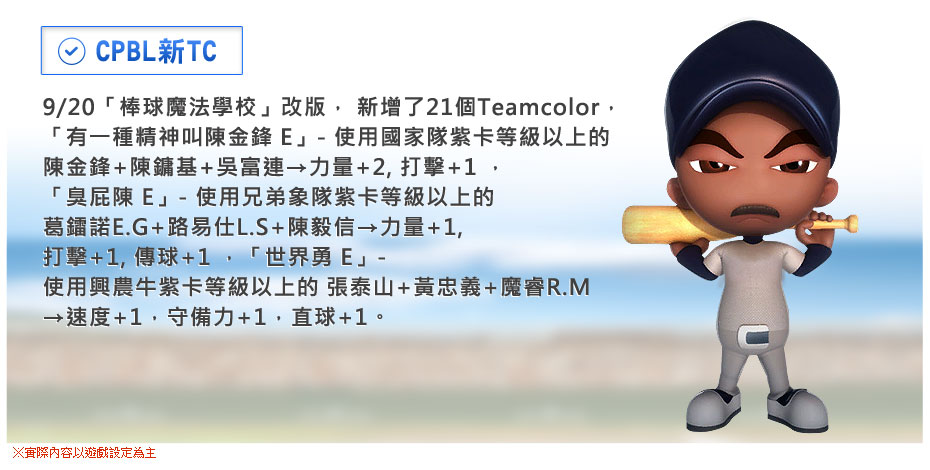 CPBL新TC
9/20「棒球魔法學校」改版， 新增了21個Teamcolor，
「有一種精神叫陳金鋒 E」- 使用國家隊紫卡等級以上的
陳金鋒+陳鏞基+吳富連→力量+2, 打擊+1 ，
「臭屁陳 E」- 使用兄弟象隊紫卡等級以上的
葛鐳諾E.G+路易仕L.S+陳毅信→力量+1,
打擊+1, 傳球+1 ，「世界勇 E」-
使用興農牛紫卡等級以上的 張泰山+黃忠義+魔睿R.M
→速度+1，守備力+1，直球+1。
※實際內容以遊戲設定為主